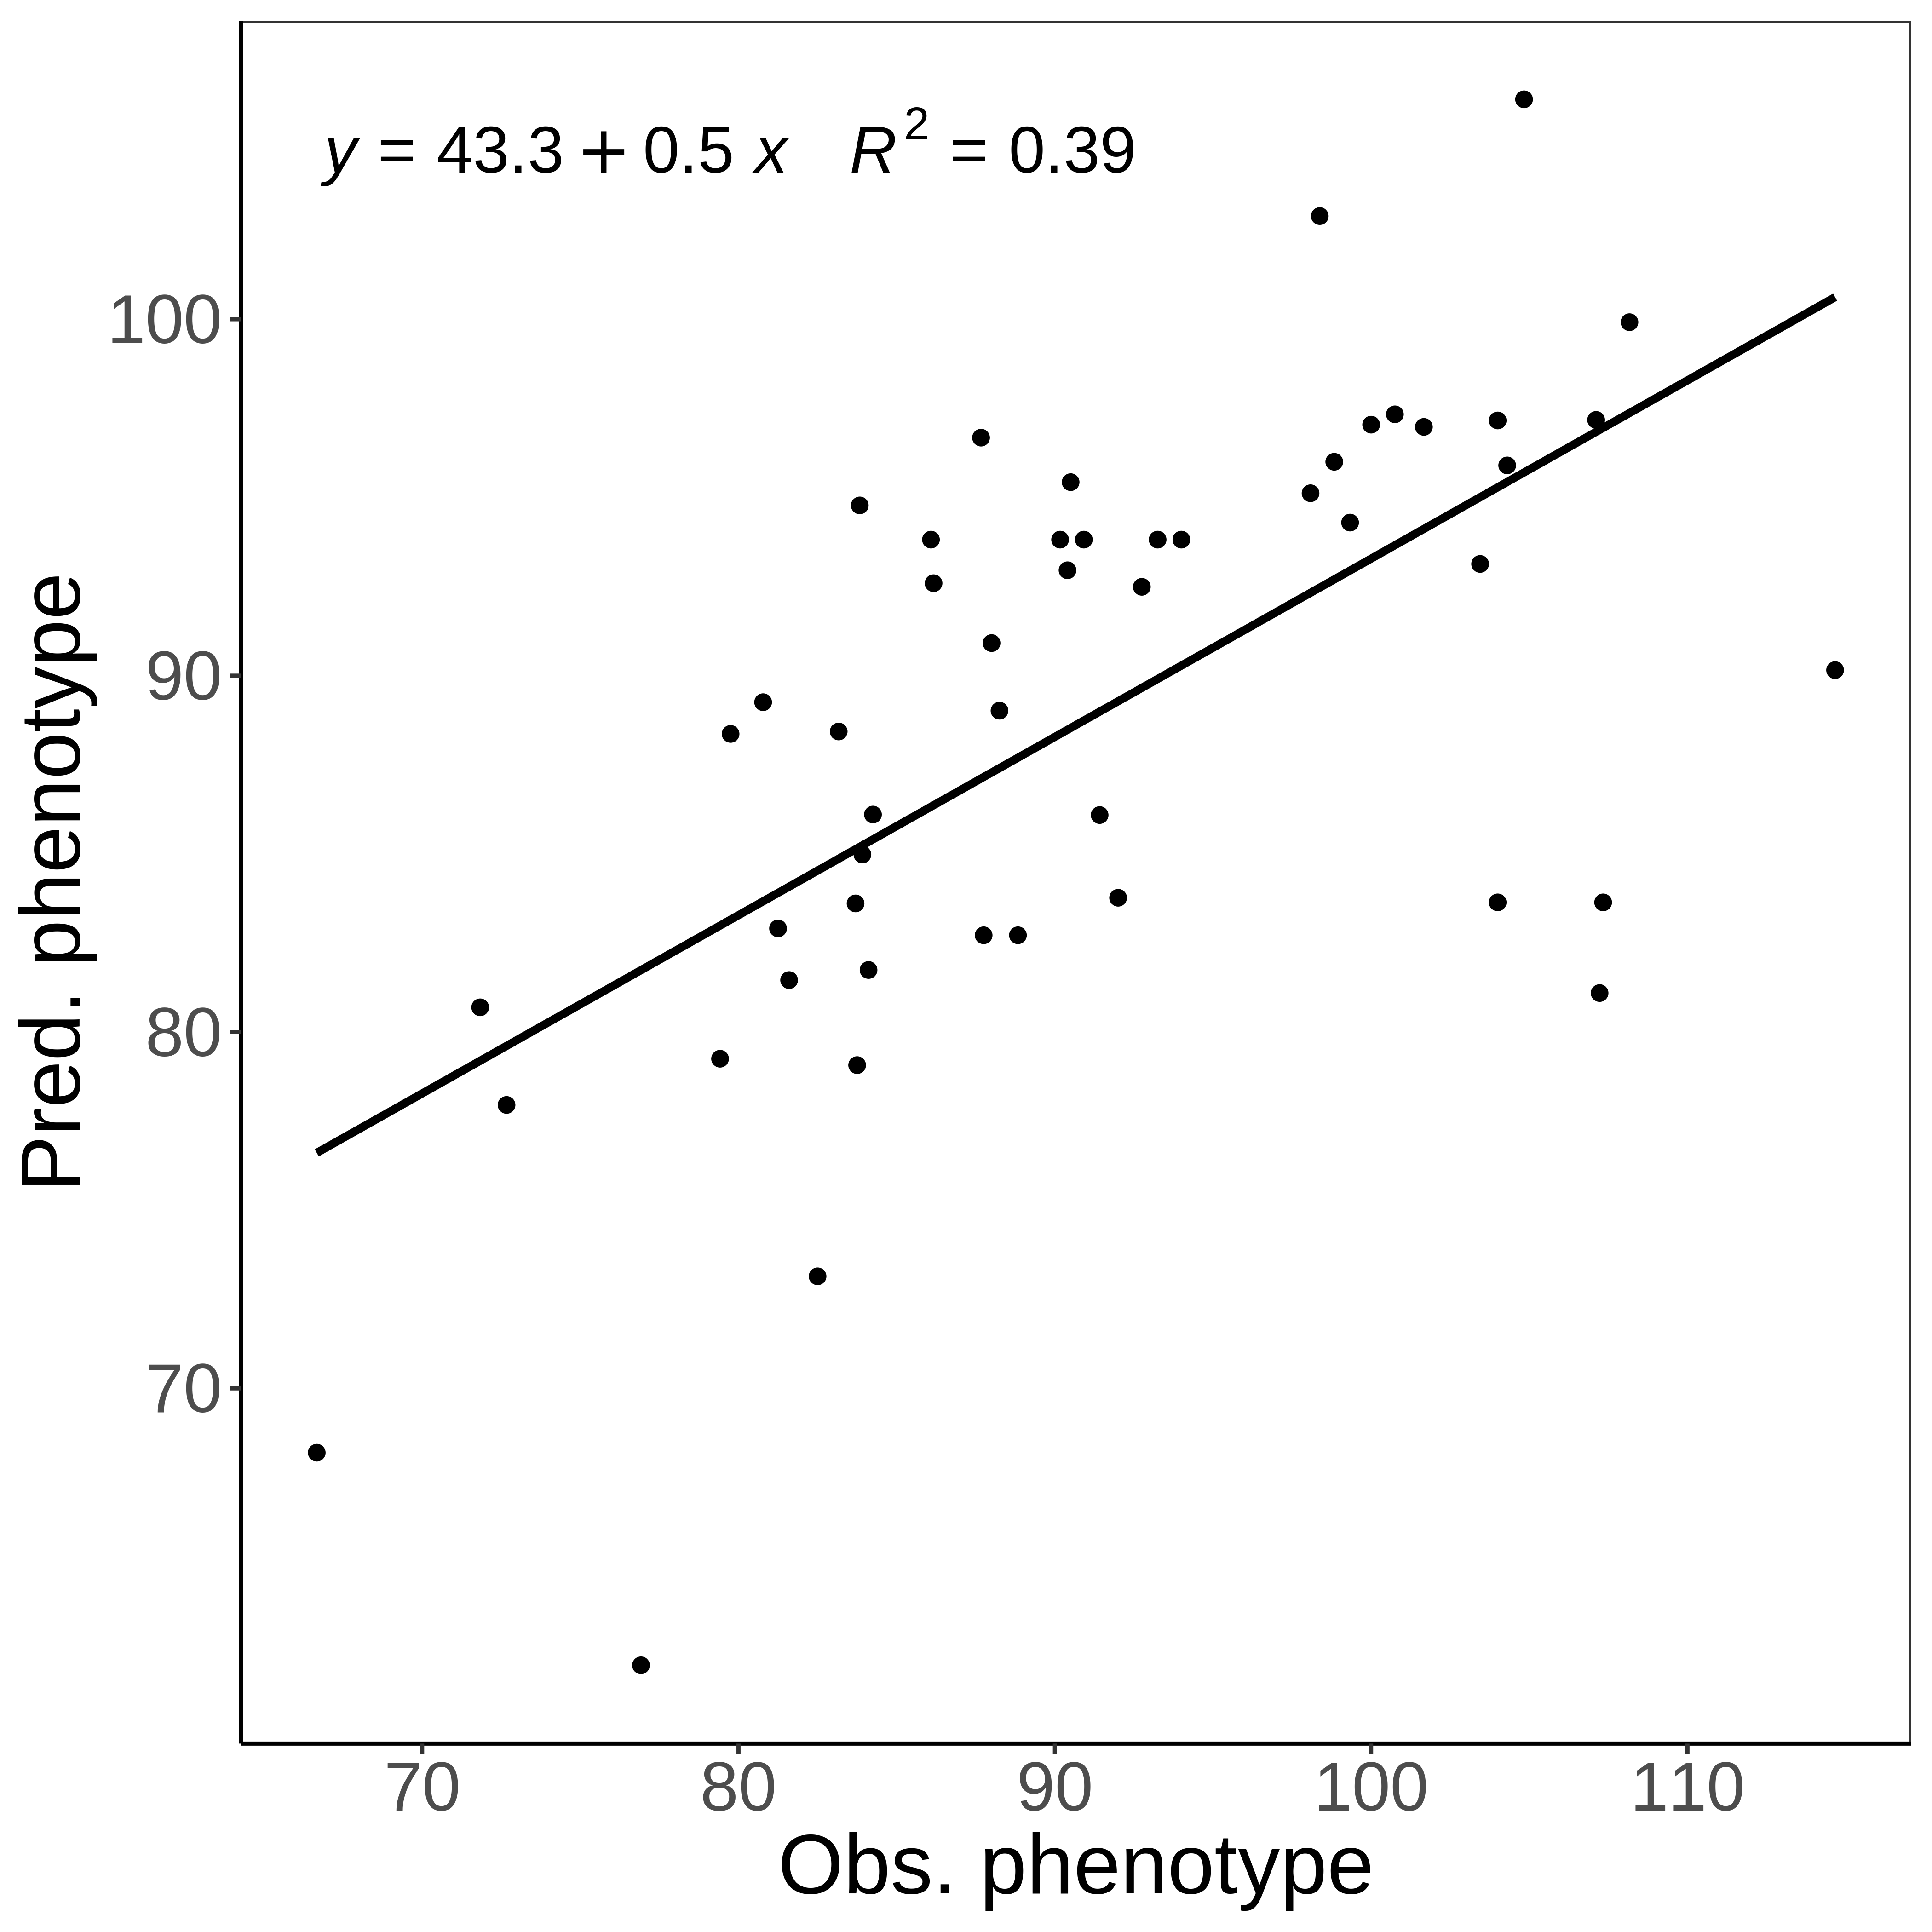 y = 43.3 + 0.5 x   R² = 0.39
100
90
80
70
Pred. phenotype
70 80 90 100 110
Obs. phenotype